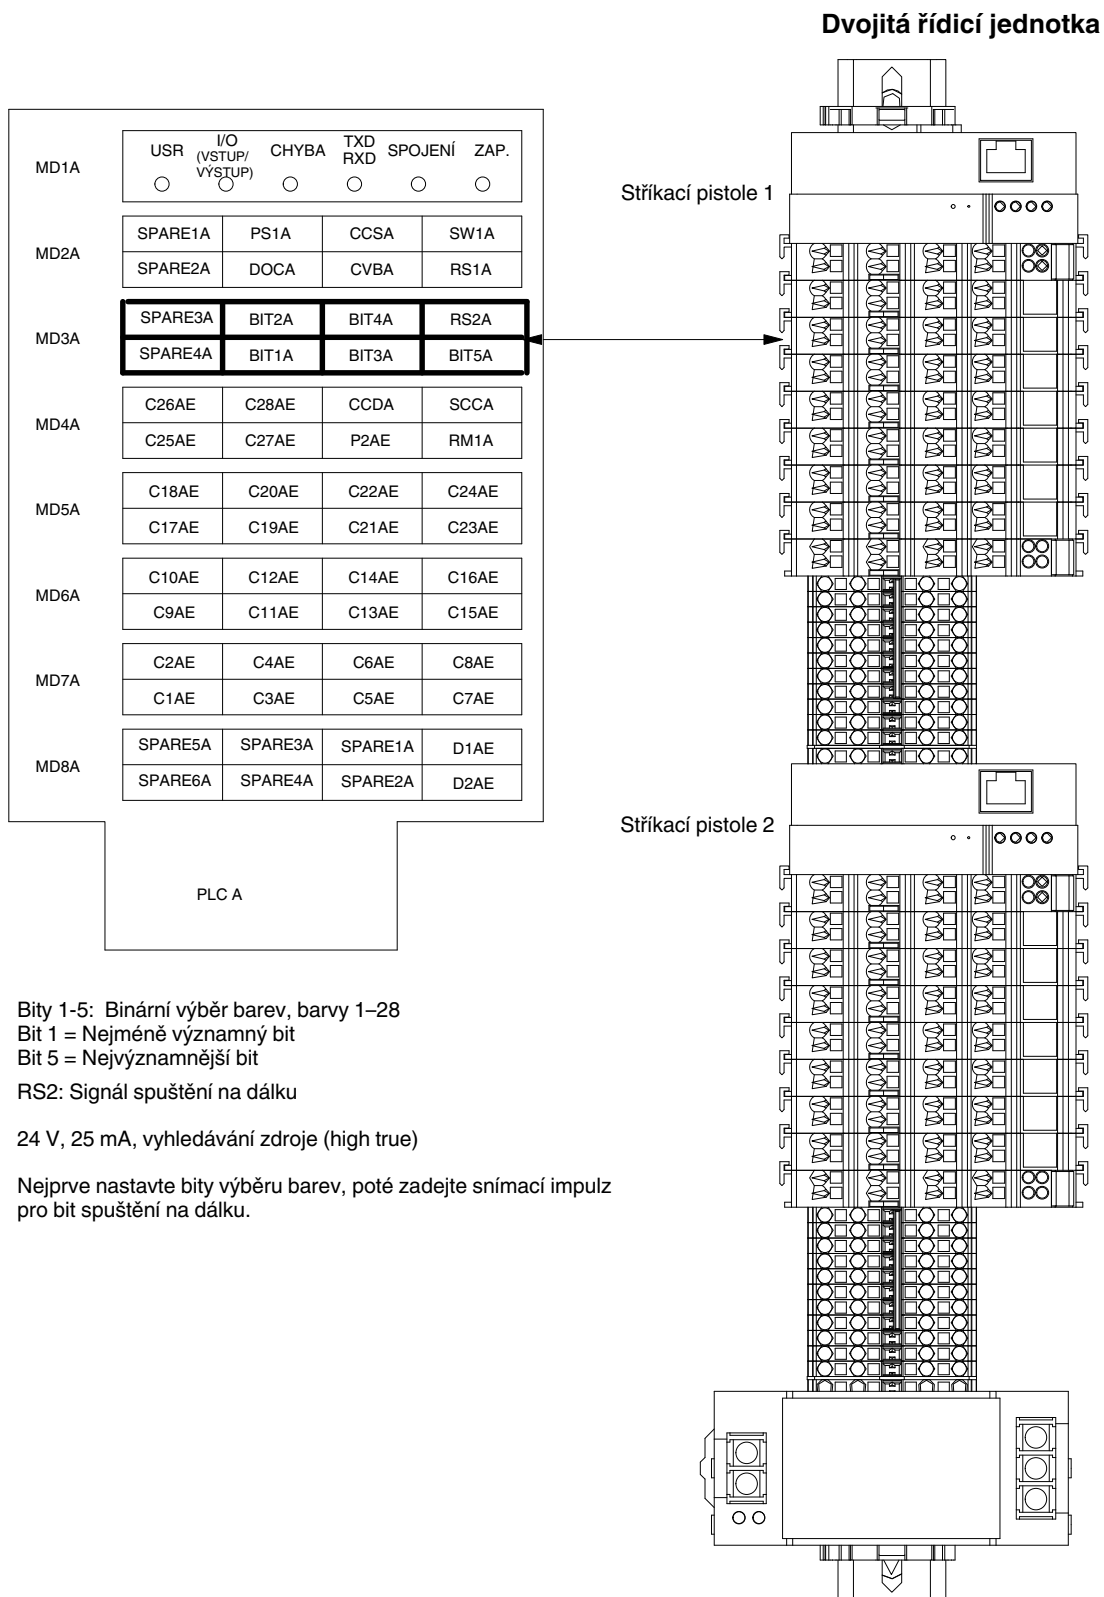 Dvojitá řídicí jednotka
MD1A
USR
I/O
(VSTUP/
VÝSTUP)
CHYBA
TXD
RXD
SPOJENÍ
ZAP.
Stříkací pistole 1
MD2A
SPARE1A PS1A CCSA SW1A
SPARE2A DOCA CVBA RS1A
MD3A
SPARE3A BIT2A BIT4A RS2A
SPARE4A BIT1A BIT3A BIT5A
MD4A
C26AE C28AE CCDA SCCA
C25AE C27AE P2AE RM1A
MD5A
C18AE C20AE C22AE C24AE
C17AE C19AE C21AE C23AE
MD6A
C10AE C12AE C14AE C16AE
C9AE C11AE C13AE C15AE
MD7A
C2AE C4AE C6AE C8AE
C1AE C3AE C5AE C7AE
MD8A
SPARE5A SPARE3A SPARE1A D1AE
SPARE6A SPARE4A SPARE2A D2AE
Stříkací pistole 2
PLC A
Bity 1-5: Binární výběr barev, barvy 1–28
Bit 1 = Nejméně významný bit
Bit 5 = Nejvýznamnější bit
RS2: Signál spuštění na dálku
24 V, 25 mA, vyhledávání zdroje (high true)
Nejprve nastavte bity výběru barev, poté zadejte snímací impulz
pro bit spuštění na dálku.